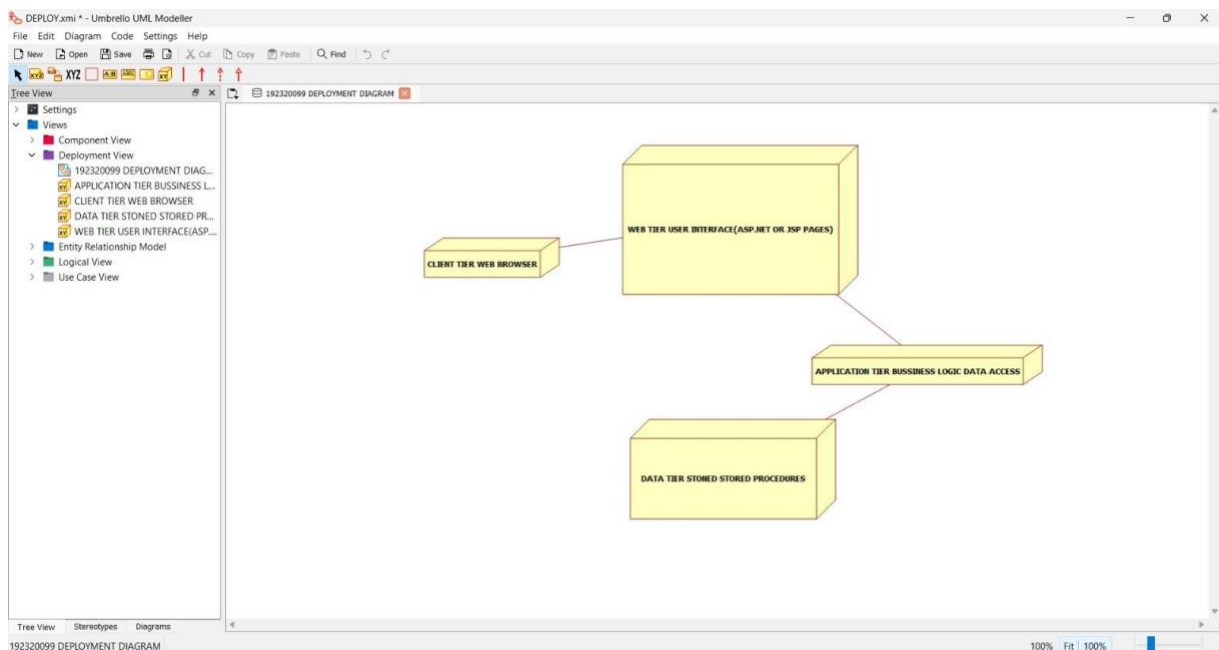 DEPLOY.xmi * - Umbrello UML Modeller
File Edit Diagram Code Settings Help
New Open Save Cut Copy Paste Find
XYZ XYZ A:B ABC XY
Tree View
192320099 DEPLOYMENT DIAGRAM
Settings
Views
Component View
Deployment View
192320099 DEPLOYMENT DIAG...
APPLICATION TIER BUSSINESS L...
CLIENT TIER WEB BROWSER
DATA TIER STONED STORED PR...
WEB TIER USER INTERFACE(ASP....
Entity Relationship Model
Logical View
Use Case View
WEB TIER USER INTERFACE(ASP.NET OR JSP PAGES)
CLIENT TIER WEB BROWSER
APPLICATION TIER BUSSINESS LOGIC DATA ACCESS
DATA TIER STONED STORED PROCEDURES
Tree View Stereotypes Diagrams
192320099 DEPLOYMENT DIAGRAM
100% Fit 100%